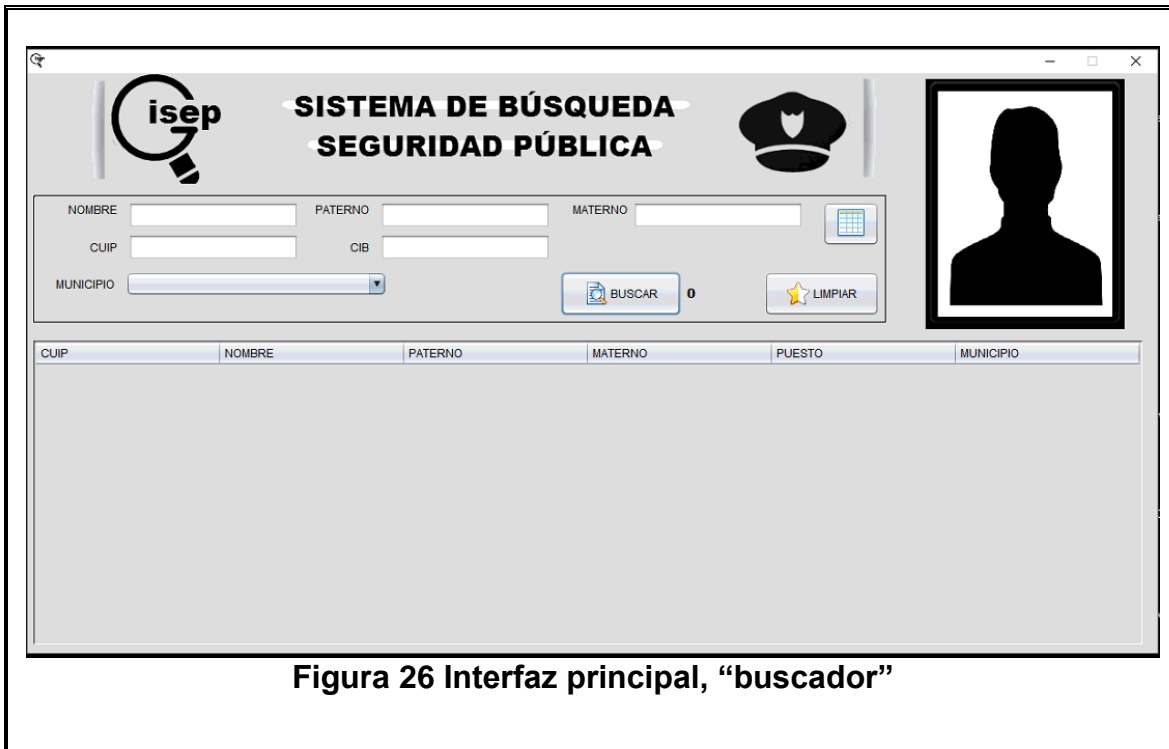 isep
SISTEMA DE BÚSQUEDA
SEGURIDAD PÚBLICA
NOMBRE PATERNO MATERNO
CUIP CIB
MUNICIPIO BUSCAR 0 LIMPIAR
CUIP NOMBRE PATERNO MATERNO PUESTO MUNICIPIO
Figura 26 Interfaz principal, “buscador”